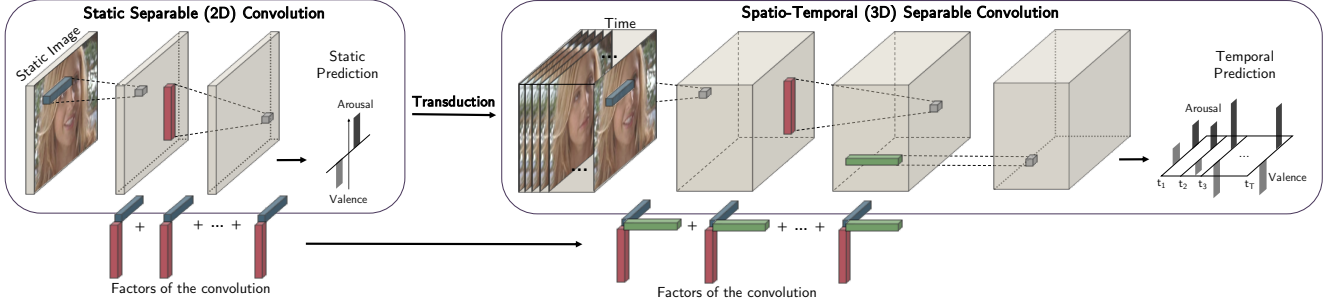 Static Separable (2D) Convolution
Static Image
Static
Prediction
Arousal
Valence
+ + ... +
Factors of the convolution
Transduction
Spatio-Temporal (3D) Separable Convolution
Time
...
...
Temporal
Prediction
Arousal
...
t1 t2 t3 tT
Valence
+ + ... +
Factors of the convolution